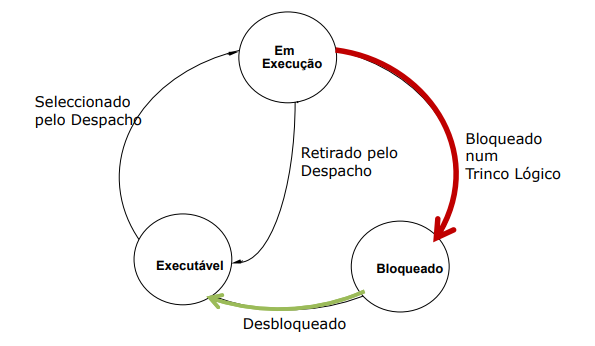 Em
Execução
Seleccionado
pelo Despacho
Retirado pelo
Despacho
Bloqueado
num
Trinco Lógico
Executável
Bloqueado
Desbloqueado